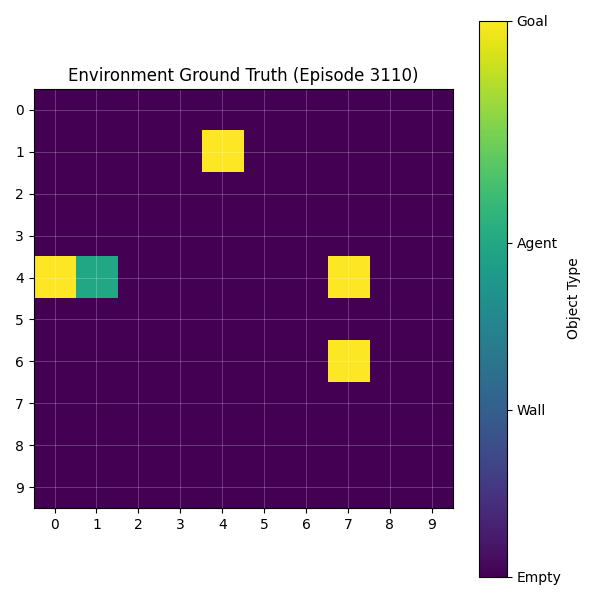 Environment Ground Truth (Episode 3110)
0
1
2
3
4
5
6
7
8
9
0 1 2 3 4 5 6 7 8 9
Goal
Agent
Wall
Empty
Object Type